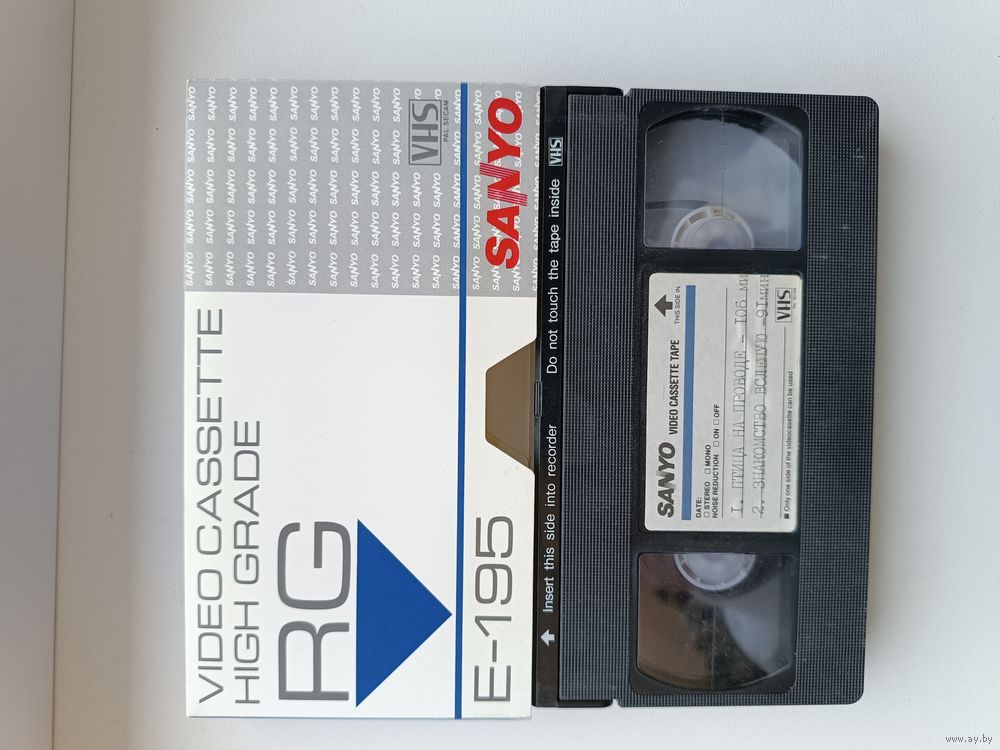 VIDEO CASSETTE
HIGH GRADE
RG
E-195
VHS
PAL SECAM
SANYO
Insert this side into recorder
Do not touch the tape inside
VHS
SANYO
VIDEO CASSETTE TAPE
THIS SIDE IN.
DATE:
STEREO MONO
NOISE REDUCTION ON OFF
1. ПТИЦА НА ПРОВОДЕ - 106 ми
2. ЗНАКОМСТВО ВСЛЕПУЮ -91мин
Only one side of the videocassette can be used
VHS
www.ay.by